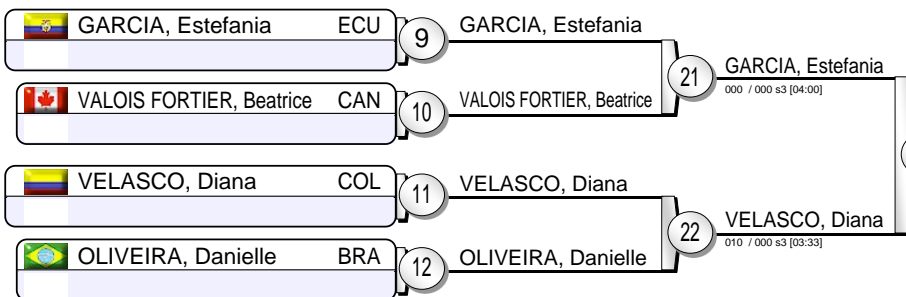 GARCIA, Estefania ECU
9
GARCIA, Estefania
VALOIS FORTIER, Beatrice CAN
10
VALOIS FORTIER, Beatrice
21
GARCIA, Estefania
000 / 000 s3 [04:00]
VELASCO, Diana COL
11
VELASCO, Diana
OLIVEIRA, Danielle BRA
12
OLIVEIRA, Danielle
22
VELASCO, Diana
010 / 000 s3 [03:33]